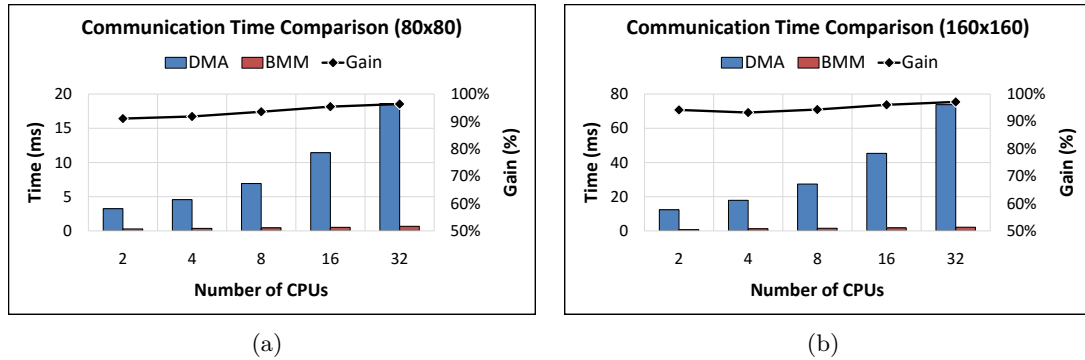 Communication Time Comparison (80x80)
DMA BMM Gain
20
15
10
5
0
Time (ms)
100%
90%
80%
70%
60%
50%
Gain (%)
2 4 8 16 32
Number of CPUs
(a)
Communication Time Comparison (160x160)
DMA BMM Gain
80
60
40
20
0
Time (ms)
100%
90%
80%
70%
60%
50%
Gain (%)
2 4 8 16 32
Number of CPUs
(b)